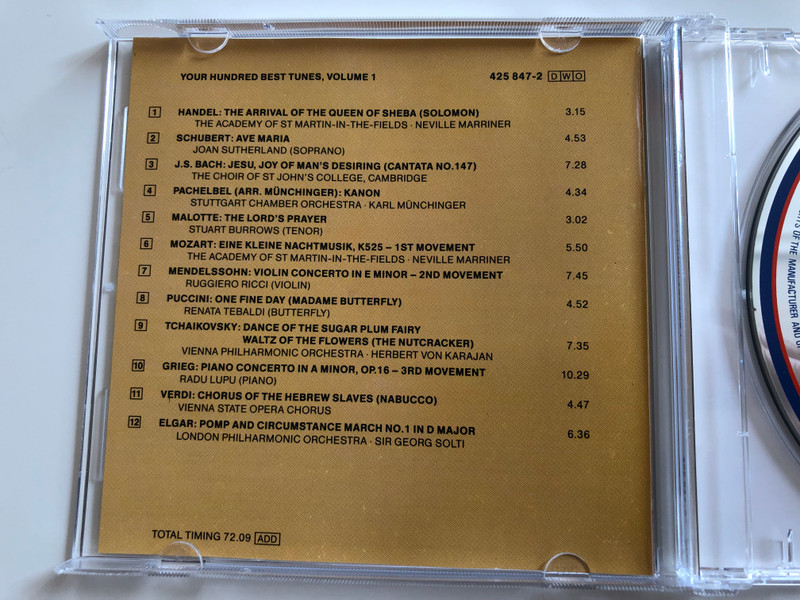 YOUR HUNDRED BEST TUNES, VOLUME 1 425 847-2 DWO
1 HANDEL: THE ARRIVAL OF THE QUEEN OF SHEBA (SOLOMON) 3.15
THE ACADEMY OF ST MARTIN-IN-THE-FIELDS · NEVILLE MARRINER
2 SCHUBERT: AVE MARIA 4.53
JOAN SUTHERLAND (SOPRANO)
3 J.S. BACH: JESU, JOY OF MAN'S DESIRING (CANTATA NO.147) 7.28
THE CHOIR OF ST JOHN'S COLLEGE, CAMBRIDGE
4 PACHELBEL (ARR. MÜNCHINGER): KANON 4.34
STUTTGART CHAMBER ORCHESTRA · KARL MÜNCHINGER
5 MALOTTE: THE LORD'S PRAYER 3.02
STUART BURROWS (TENOR)
6 MOZART: EINE KLEINE NACHTMUSIK, K525 – 1ST MOVEMENT 5.50
THE ACADEMY OF ST MARTIN-IN-THE-FIELDS · NEVILLE MARRINER
7 MENDELSSOHN: VIOLIN CONCERTO IN E MINOR – 2ND MOVEMENT 7.45
RUGGIERO RICCI (VIOLIN)
8 PUCCINI: ONE FINE DAY (MADAME BUTTERFLY) 4.52
RENATA TEBALDI (BUTTERFLY)
9 TCHAIKOVSKY: DANCE OF THE SUGAR PLUM FAIRY
WALTZ OF THE FLOWERS (THE NUTCRACKER) 7.35
VIENNA PHILHARMONIC ORCHESTRA · HERBERT VON KARAJAN
10 GRIEG: PIANO CONCERTO IN A MINOR, OP.16 – 3RD MOVEMENT 10.29
RADU LUPU (PIANO)
11 VERDI: CHORUS OF THE HEBREW SLAVES (NABUCCO) 4.47
VIENNA STATE OPERA CHORUS
12 ELGAR: POMP AND CIRCUMSTANCE MARCH NO.1 IN D MAJOR 6.36
LONDON PHILHARMONIC ORCHESTRA · SIR GEORG SOLTI
TOTAL TIMING 72.09 ADD
OF THE MANUFACTURER AND